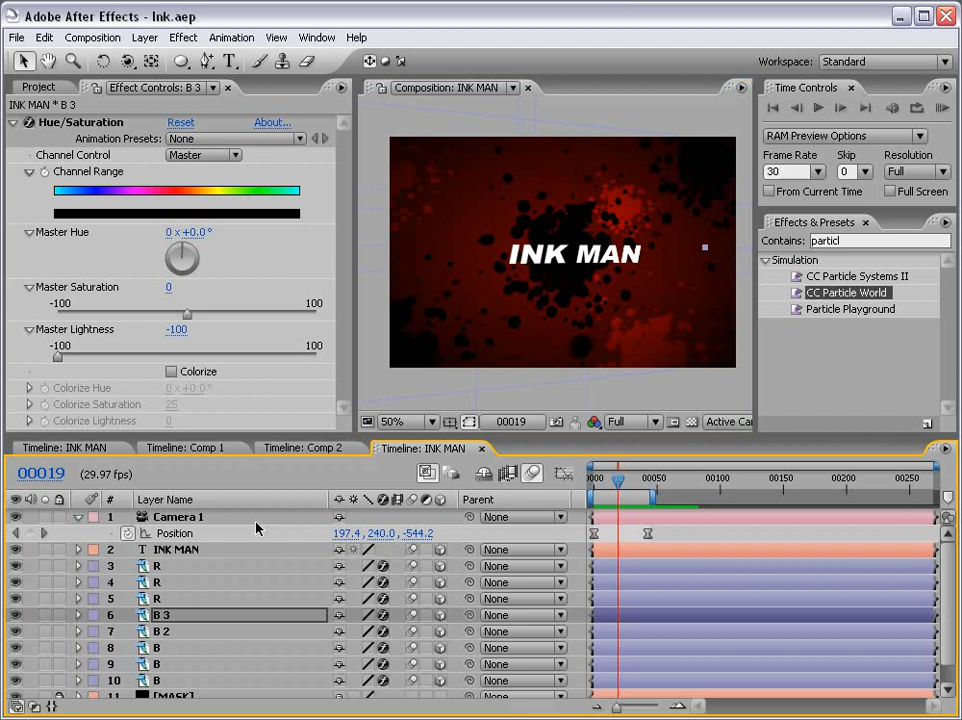 Adobe After Effects - Ink.aep
File Edit Composition Layer Effect Animation View Window Help
Workspace: Standard
Project Effect Controls: B 3
INK MAN * B 3
Hue/Saturation Reset About...
Animation Presets: None
Channel Control Master
Channel Range
Master Hue 0 x+0.0°
Master Saturation 0
-100 100
Master Lightness -100
-100 100
Colorize
Colorize Hue 0 x+0.0°
Colorize Saturation 25
Colorize Lightness 0
Composition: INK MAN
INK MAN
50% 00019 Full Active Car
Time Controls
RAM Preview Options
Frame Rate Skip Resolution
30 0 Full
From Current Time Full Screen
Effects & Presets
Contains: particl
Simulation
CC Particle Systems II
CC Particle World
Particle Playground
Timeline: INK MAN Timeline: Comp 1 Timeline: Comp 2 Timeline: INK MAN
00019 (29.97 fps)
0000 00050 00100 00150 00200 00250
# Layer Name Parent
1 Camera 1 None
Position 197.4, 240.0, -544.2
2 T INK MAN None
3 R None
4 R None
5 R None
6 B 3 None
7 B 2 None
8 B None
9 B None
10 B None
11 [MASK] None